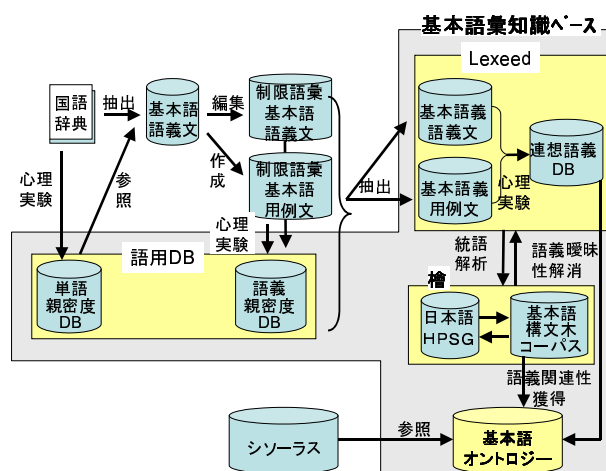 基本語彙知識ベース
Lexeed
国語
辞典
抽出
基本語
語義文
編集
制限語彙
基本語
語義文
作
成
制限語彙
基本語
用例文
心理
実験
参
照
心理
実験
抽出
基本語義
語義文
基本語義
用例文
心理
実験
連想語義
DB
語用DB
単語
親密度
DB
語義
親密度
DB
統語
解析
語義曖昧
性解消
檜
日本語
HPSG
基本語
構文木
コーパス
語義関連性
獲得
シソーラス
参照
基本語
オントロジー